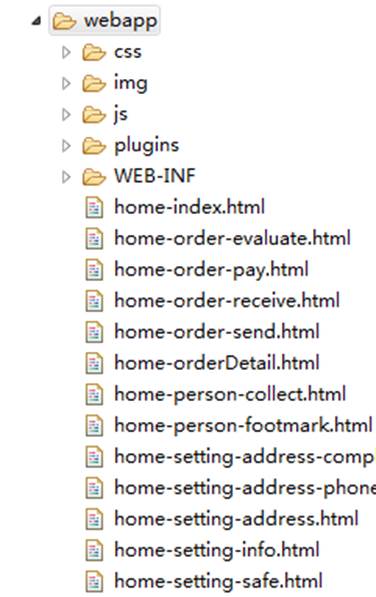 webapp
css
img
js
plugins
WEB-INF
home-index.html
home-order-evaluate.html
home-order-pay.html
home-order-receive.html
home-order-send.html
home-orderDetail.html
home-person-collect.html
home-person-footmark.html
home-setting-address-comp
home-setting-address-phone
home-setting-address.html
home-setting-info.html
home-setting-safe.html